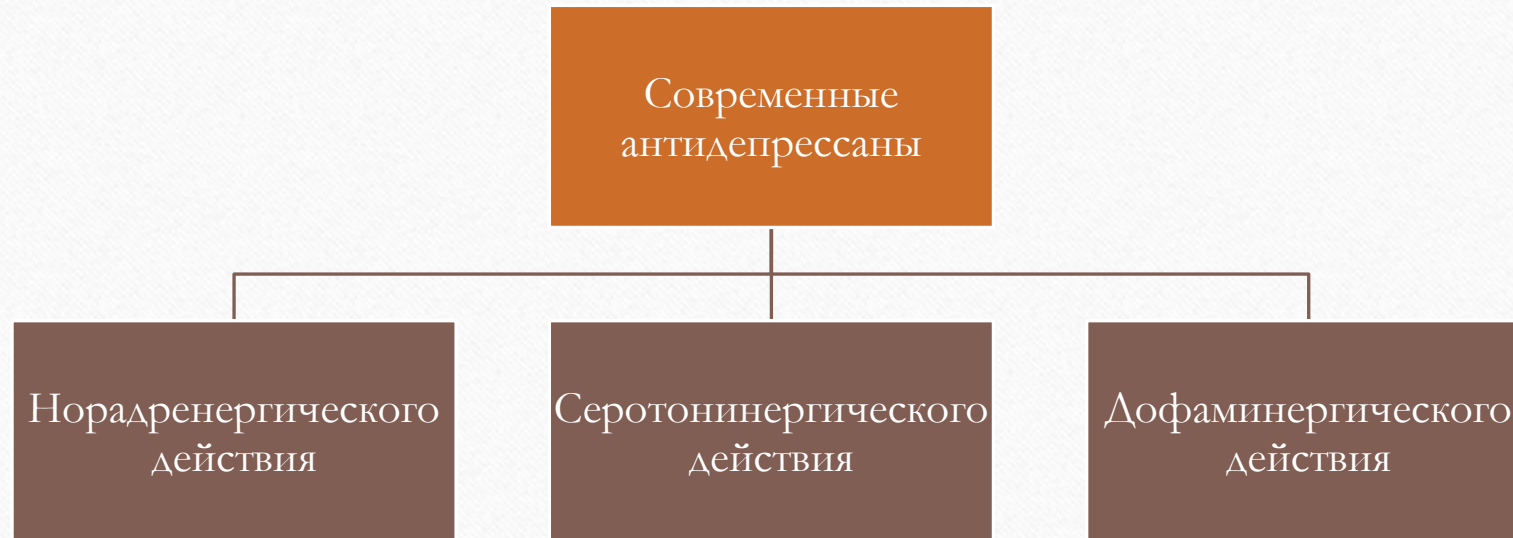 Современные
антидепрессаны
Норадренергического
действия
Серотонинергического
действия
Дофаминергического
действия